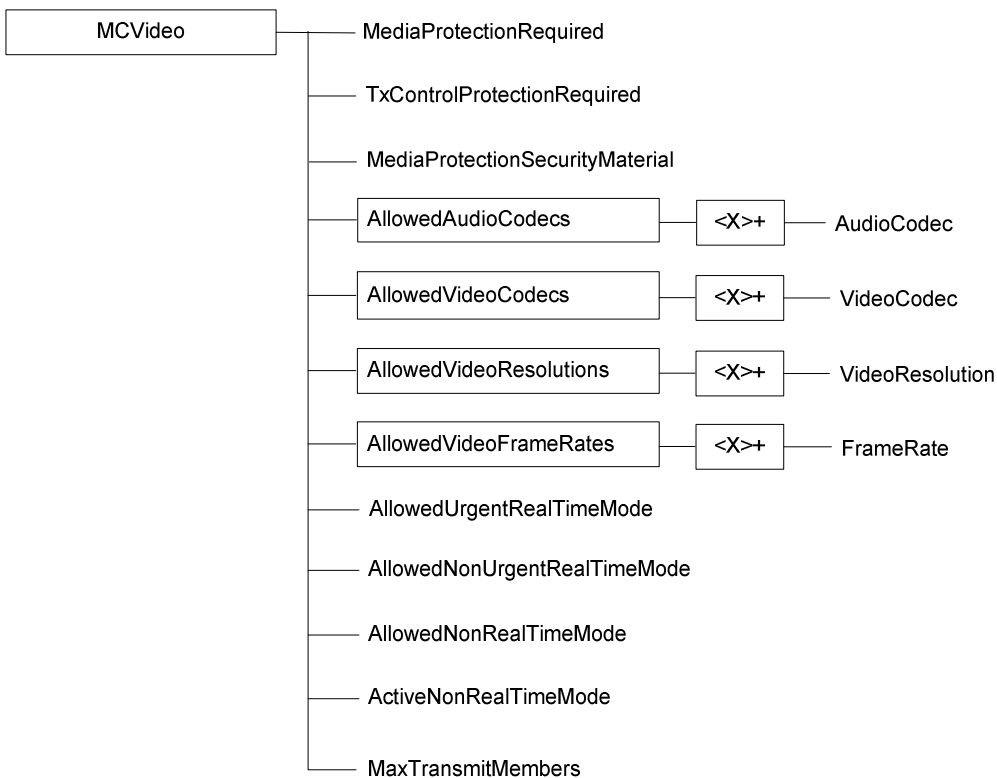 MCVideo
MediaProtectionRequired
TxControlProtectionRequired
MediaProtectionSecurityMaterial
AllowedAudioCodecs <X>+ AudioCodec
AllowedVideoCodecs <X>+ VideoCodec
AllowedVideoResolutions <X>+ VideoResolution
AllowedVideoFrameRates <X>+ FrameRate
AllowedUrgentRealTimeMode
AllowedNonUrgentRealTimeMode
AllowedNonRealTimeMode
ActiveNonRealTimeMode
MaxTransmitMembers